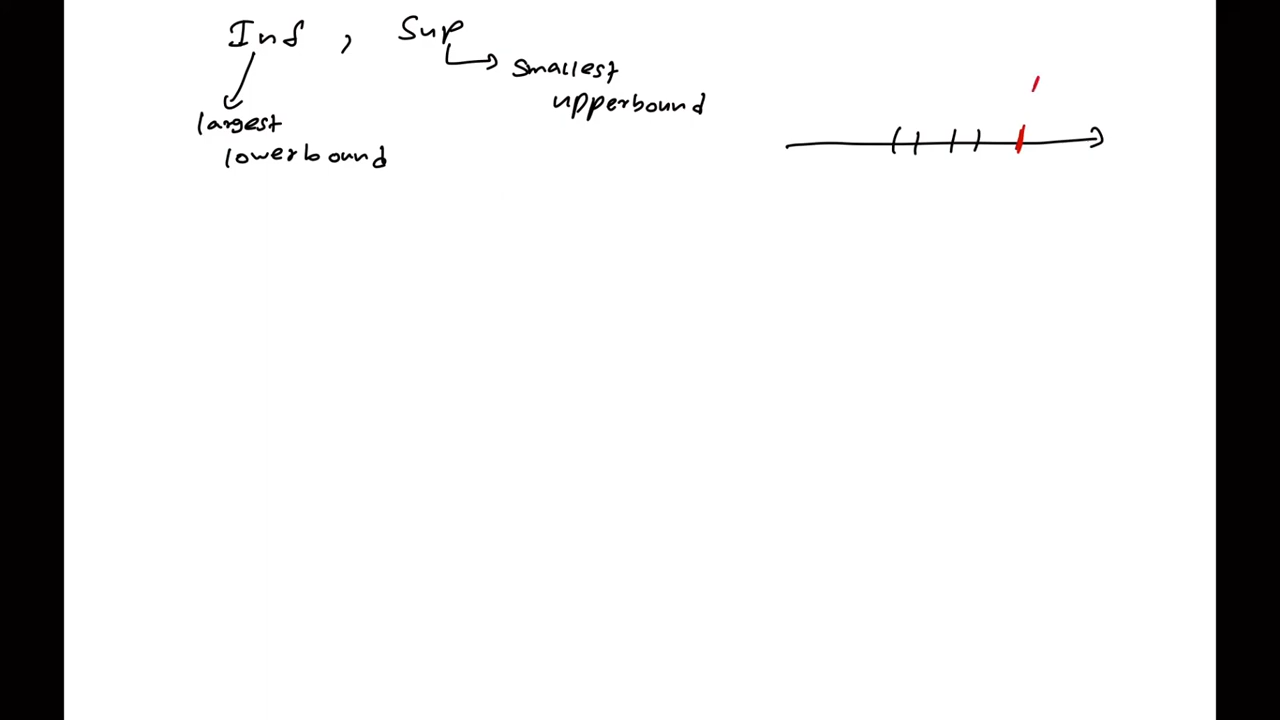 Inf , Sup
smallest
upperbound
largest
lowerbound